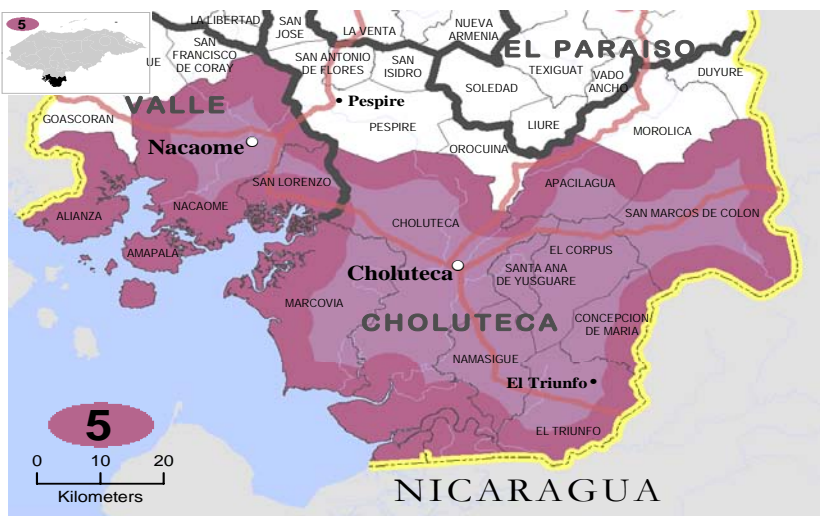 5
LA LIBERTAD
SAN
JOSE
LA VENTA
NUEVA
ARMENIA
EL PARAISO
SAN
FRANCISCO
DE CORAY
UE
SAN ANTONIO
DE FLORES
SAN
ISIDRO
TEXIGUAT
VADO
ANCHO
DUYURE
SOLEDAD
VALLE
Pespire
GOASCORAN
PESPIRE
LIURE
MOROLICA
Nacaome
OROCUINA
SAN LORENZO
APACILAGUA
ALIANZA
NACAOME
CHOLUTECA
SAN MARCOS DE COLON
AMAPALA
EL CORPUS
Choluteca
SANTA ANA
DE YUSGUARE
MARCOVIA
CHOLUTECA
CONCEPCION
DE MARIA
NAMASIGUE
El Triunfo
5
EL TRIUNFO
0 10 20
Kilometers
NICARAGUA